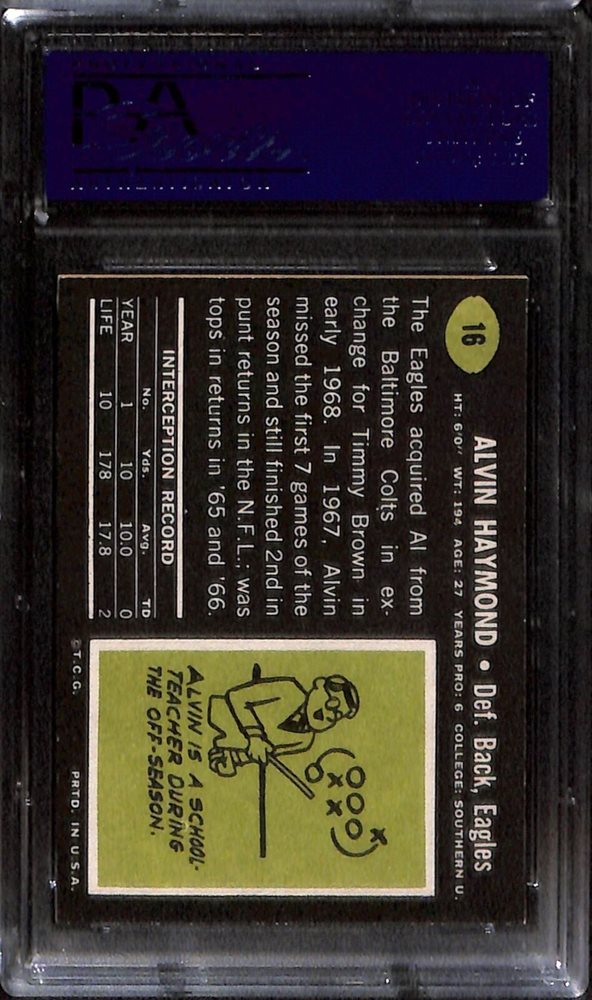 PSA
16
ALVIN HAYMOND • Def. Back, Eagles
HT: 6'0" WT: 194 AGE: 27 YEARS PRO: 6 COLLEGE: SOUTHERN U.
The Eagles acquired Al from
the Baltimore Colts in ex-
change for Timmy Brown in
early 1968. In 1967, Alvin
missed the first 7 games of the
season and still finished 2nd in
punt returns in the N.F.L.; was
tops in returns in '65 and '66.
INTERCEPTION RECORD
No. Yds. Avg. TD
YEAR 1 10 10.0 0
LIFE 10 178 17.8 2
ALVIN IS A SCHOOL-
TEACHER DURING
THE OFF-SEASON.
©T.C.G. PRTD. IN U.S.A.